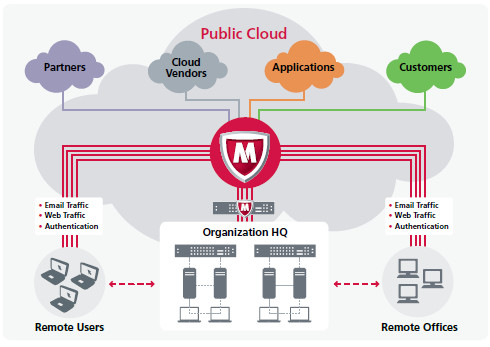 Public Cloud
Partners
Cloud
Vendors
Applications
Customers
M
• Email Traffic
• Web Traffic
• Authentication
• Email Traffic
• Web Traffic
• Authentication
M
Organization HQ
Remote Users
Remote Offices